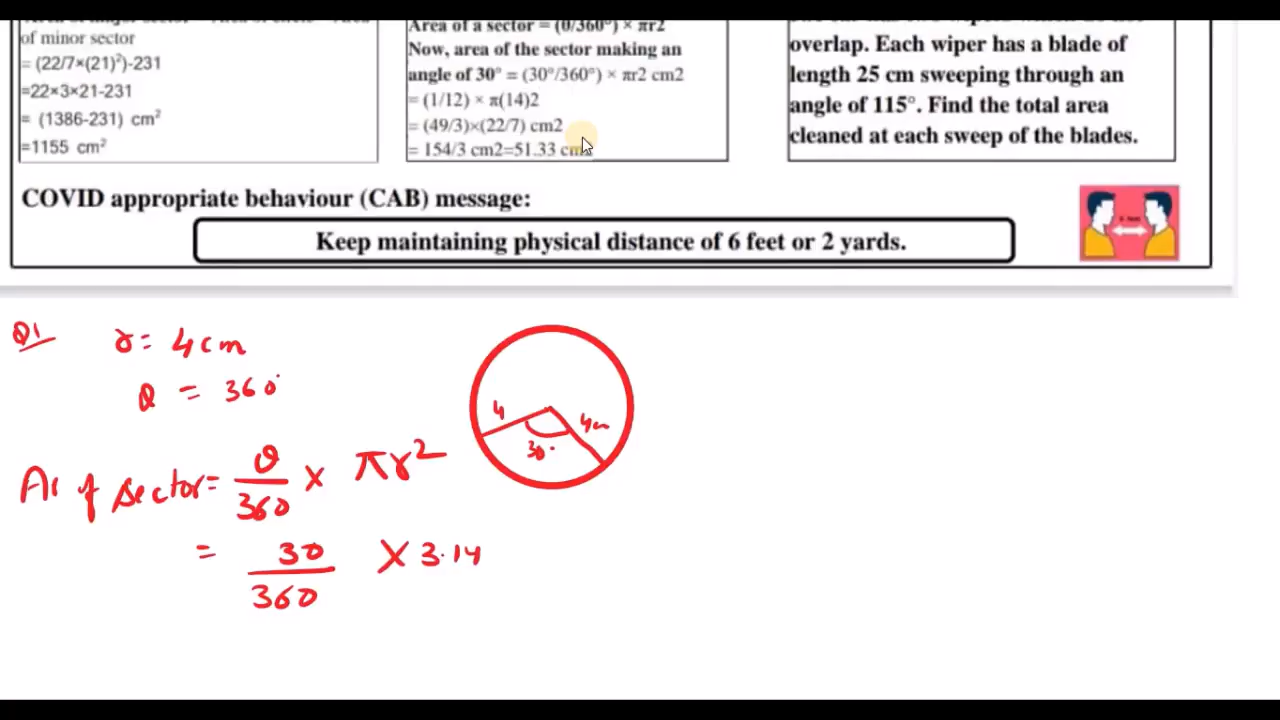 of minor sector
= (22/7×(21)²)-231
=22×3×21-231
= (1386-231) cm²
=1155 cm²
Area of a sector = (θ/360°) × πr2
Now, area of the sector making an
angle of 30° = (30°/360°) × πr2 cm2
= (1/12) × π(14)2
= (49/3)×(22/7) cm2
= 154/3 cm2=51.33 cm2
overlap. Each wiper has a blade of
length 25 cm sweeping through an
angle of 115°. Find the total area
cleaned at each sweep of the blades.
COVID appropriate behaviour (CAB) message:
Keep maintaining physical distance of 6 feet or 2 yards.
Q1 r = 4 cm
θ = 360°
4 4cm
30°
Ar of sector = θ/360 × πr²
= 30/360 × 3.14